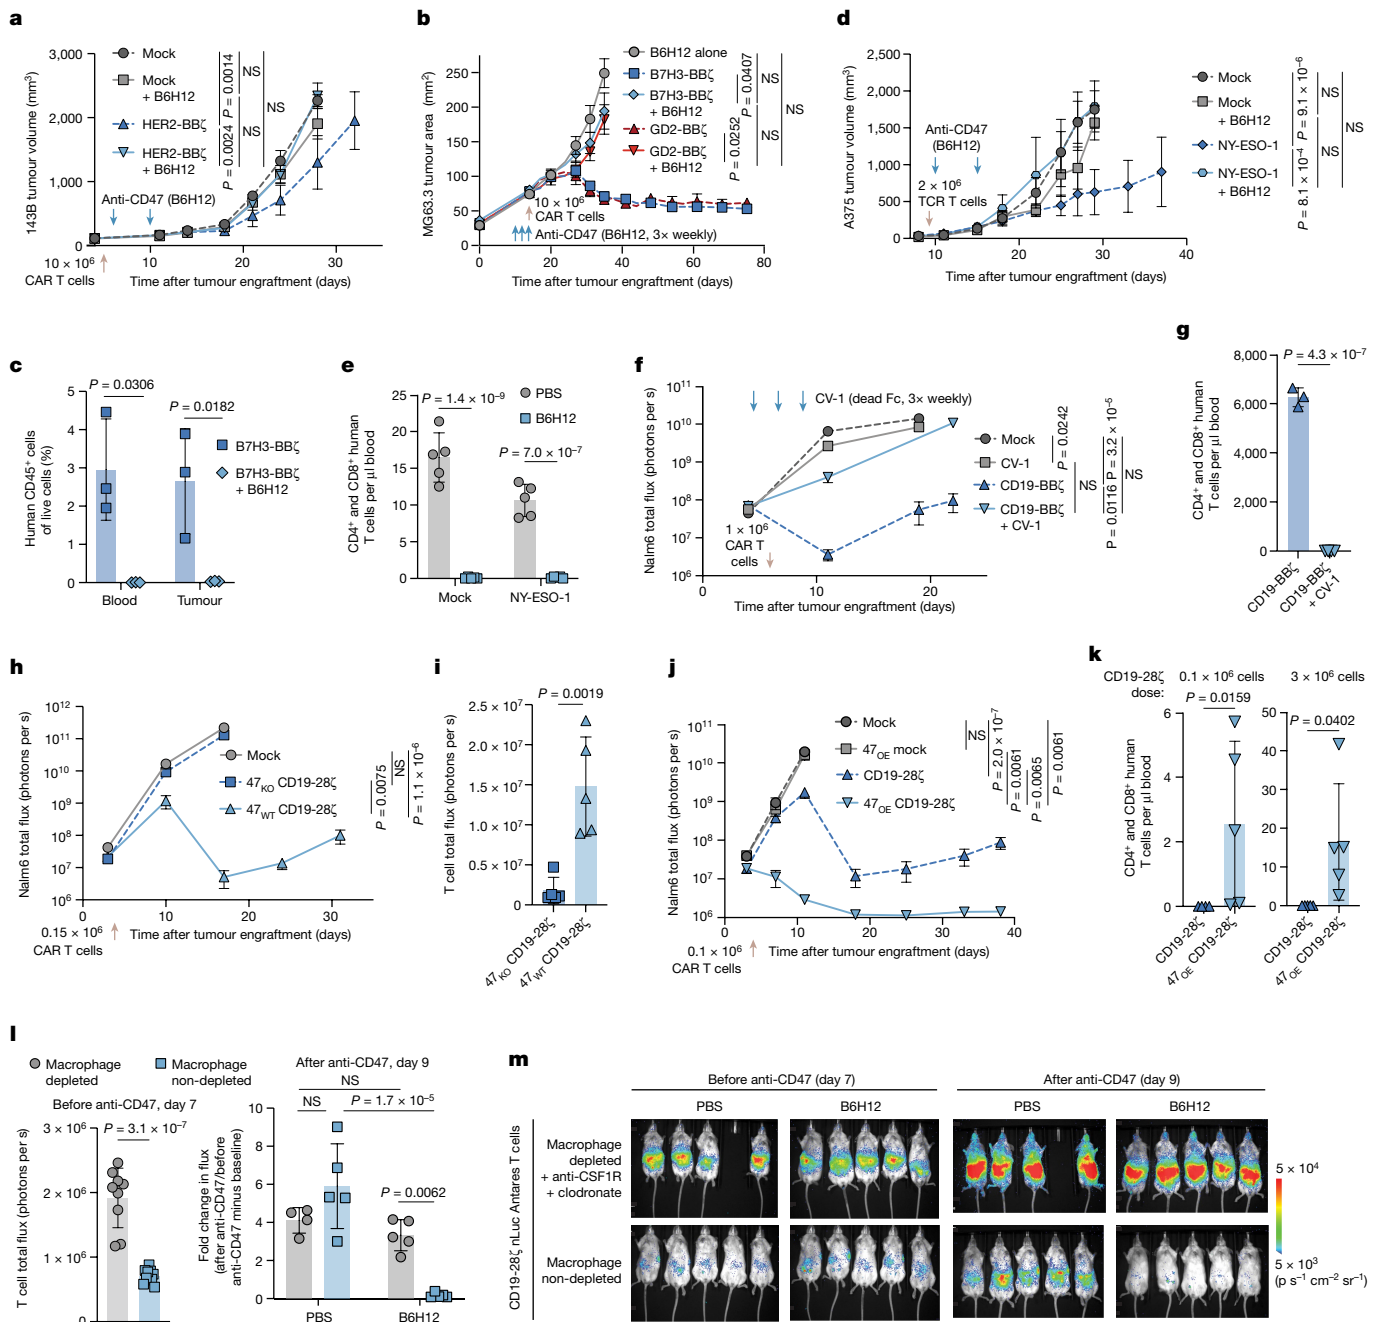 a
143B tumour volume (mm³)
3,000
2,000
1,000
0
0
10
20
30
Time after tumour engraftment (days)
10 × 10⁶
CAR T cells
Anti-CD47 (B6H12)
Mock
Mock
+ B6H12
HER2-BBζ
HER2-BBζ
+ B6H12
P = 0.0024
P = 0.0014
NS
NS
NS
b
MG63.3 tumour area (mm²)
250
200
150
100
50
0
0
20
40
60
80
Time after tumour engraftment (days)
10 × 10⁶
CAR T cells
Anti-CD47 (B6H12, 3× weekly)
B6H12 alone
B7H3-BBζ
B7H3-BBζ
+ B6H12
GD2-BBζ
GD2-BBζ
+ B6H12
P = 0.0252
P = 0.0407
NS
NS
NS
d
A375 tumour volume (mm³)
2,500
2,000
1,500
1,000
500
0
10
20
30
40
Time after tumour engraftment (days)
Anti-CD47
(B6H12)
2 × 10⁶
TCR T cells
Mock
Mock
+ B6H12
NY-ESO-1
NY-ESO-1
+ B6H12
P = 8.1 × 10⁻⁴
P = 9.1 × 10⁻⁶
NS
NS
NS
c
Human CD45⁺ cells
of live cells (%)
5
4
3
2
1
0
P = 0.0306
P = 0.0182
Blood
Tumour
B7H3-BBζ
B7H3-BBζ
+ B6H12
e
CD4⁺ and CD8⁺ human
T cells per µl blood
25
20
15
10
5
0
P = 1.4 × 10⁻⁹
P = 7.0 × 10⁻⁷
PBS
B6H12
Mock
NY-ESO-1
f
Nalm6 total flux (photons per s)
10¹¹
10¹⁰
10⁹
10⁸
10⁷
10⁶
0
10
20
Time after tumour engraftment (days)
CV-1 (dead Fc, 3× weekly)
1 × 10⁶
CAR T
cells
Mock
CV-1
CD19-BBζ
CD19-BBζ
+ CV-1
P = 0.0242
NS
P = 0.0116
P = 3.2 × 10⁻⁵
NS
g
CD4⁺ and CD8⁺ human
T cells per µl blood
8,000
6,000
4,000
2,000
0
P = 4.3 × 10⁻⁷
CD19-BBζ
CD19-BBζ
+ CV-1
h
Nalm6 total flux (photons per s)
10¹²
10¹¹
10¹⁰
10⁹
10⁸
10⁷
10⁶
0
10
20
30
0.15 × 10⁶
CAR T cells
Time after tumour engraftment (days)
Mock
47KO CD19-28ζ
47WT CD19-28ζ
P = 0.0075
NS
P = 1.1 × 10⁻⁶
i
T cell total flux (photons per s)
2.5 × 10⁷
2.0 × 10⁷
1.5 × 10⁷
1.0 × 10⁷
0.5 × 10⁷
0
P = 0.0019
47KO CD19-28ζ
47WT CD19-28ζ
j
Nalm6 total flux (photons per s)
10¹¹
10¹⁰
10⁹
10⁸
10⁷
10⁶
0
10
20
30
40
0.1 × 10⁶
CAR T cells
Time after tumour engraftment (days)
Mock
47OE mock
CD19-28ζ
47OE CD19-28ζ
NS
P = 2.0 × 10⁻⁷
P = 0.0061
P = 0.0065
P = 0.0061
k
CD19-28ζ
dose:
0.1 × 10⁶ cells
3 × 10⁶ cells
CD4⁺ and CD8⁺ human
T cells per µl blood
6
4
2
0
P = 0.0159
CD19-28ζ
47OE CD19-28ζ
50
40
30
20
10
0
P = 0.0402
CD19-28ζ
47OE CD19-28ζ
l
Macrophage
depleted
Macrophage
non-depleted
Before anti-CD47, day 7
T cell total flux (photons per s)
3 × 10⁶
2 × 10⁶
1 × 10⁶
0
P = 3.1 × 10⁻⁷
After anti-CD47, day 9
Fold change in flux
(after anti-CD47/before
anti-CD47 minus baseline)
10
8
6
4
2
0
NS
NS
P = 1.7 × 10⁻⁵
P = 0.0062
PBS
B6H12
m
Before anti-CD47 (day 7)
After anti-CD47 (day 9)
PBS
B6H12
PBS
B6H12
CD19-28ζ nLuc Antares T cells
Macrophage
depleted
+ anti-CSF1R
+ clodronate
Macrophage
non-depleted
5 × 10⁴
5 × 10³
(p s⁻¹ cm⁻² sr⁻¹)